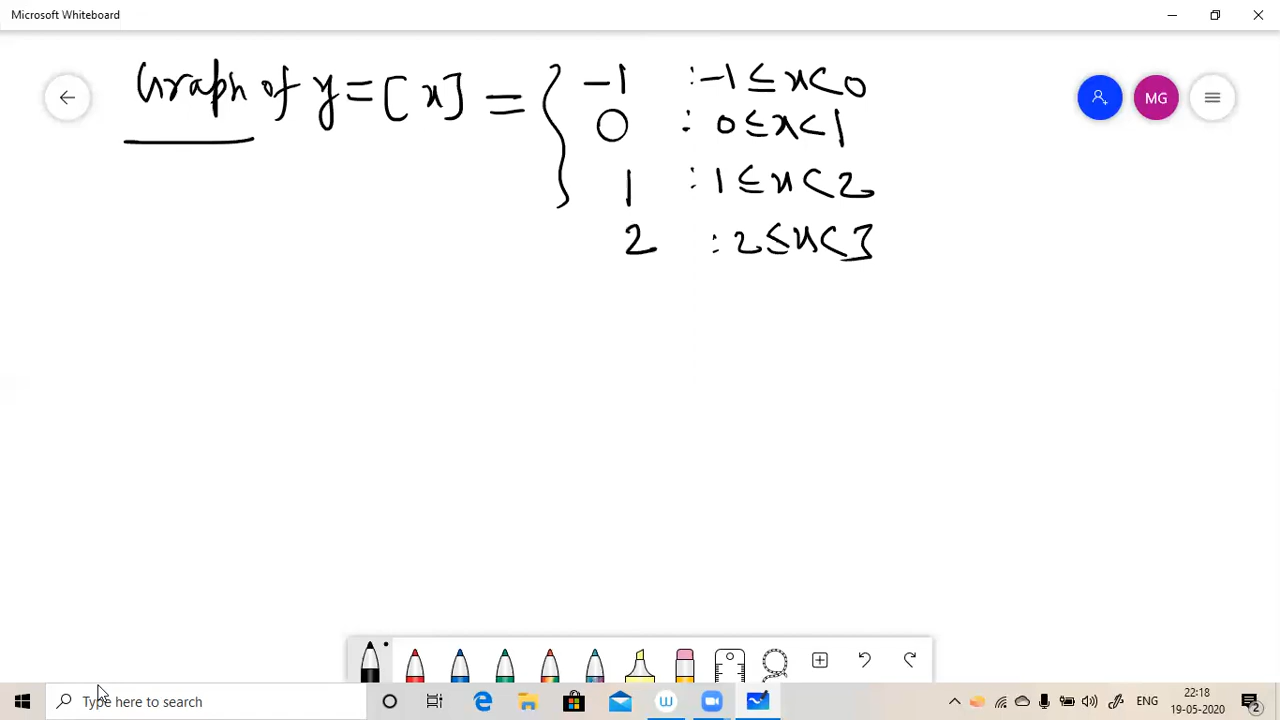 Microsoft Whiteboard
Graph of y = [x] = { -1 : -1 ≤ x < 0
0 : 0 ≤ x < 1
1 : 1 ≤ x < 2
2 : 2 ≤ x < 3
MG
Type here to search
W
ENG
22:18
19-05-2020
2